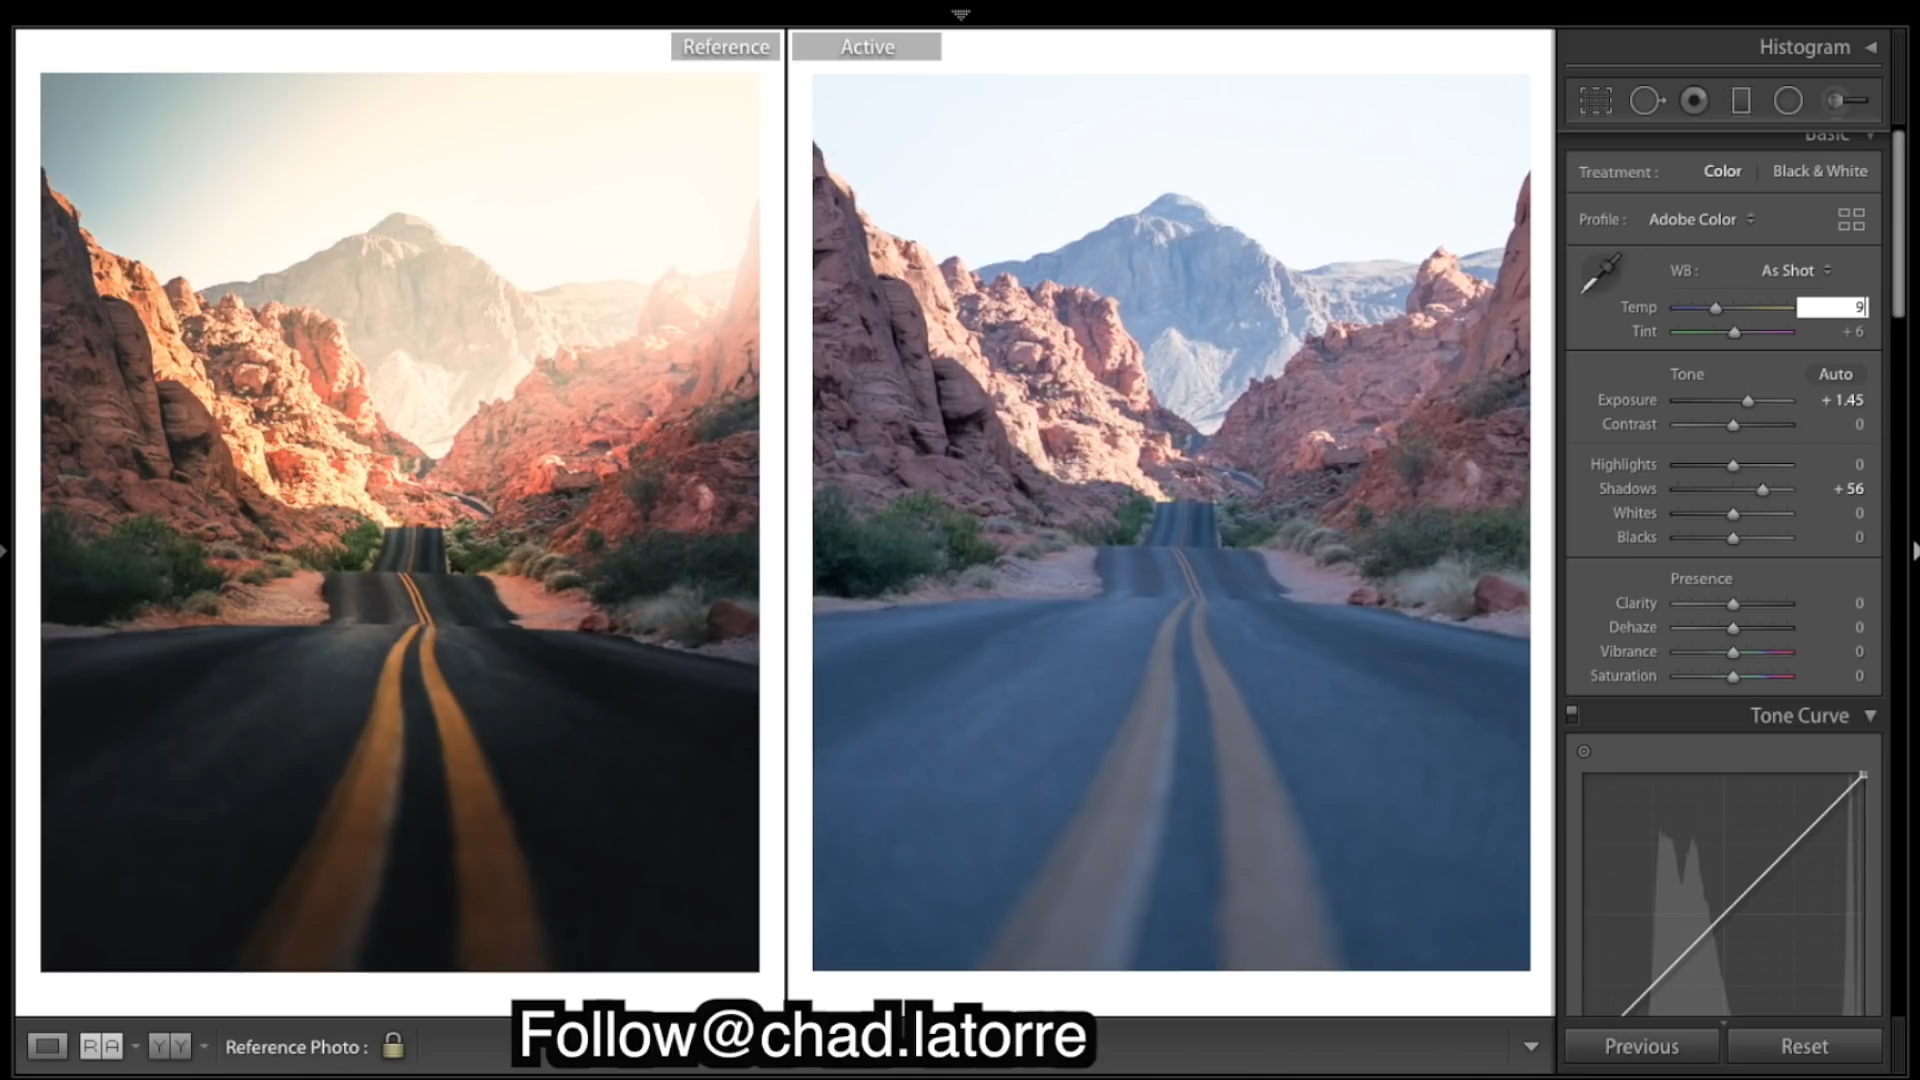 Reference
Active
Histogram
Basic
Treatment : Color Black & White
Profile : Adobe Color
WB : As Shot
Temp 9
Tint + 6
Tone Auto
Exposure + 1.45
Contrast 0
Highlights 0
Shadows + 56
Whites 0
Blacks 0
Presence
Clarity 0
Dehaze 0
Vibrance 0
Saturation 0
Tone Curve
R A Y Y Reference Photo :
Follow@chad.latorre
Previous Reset